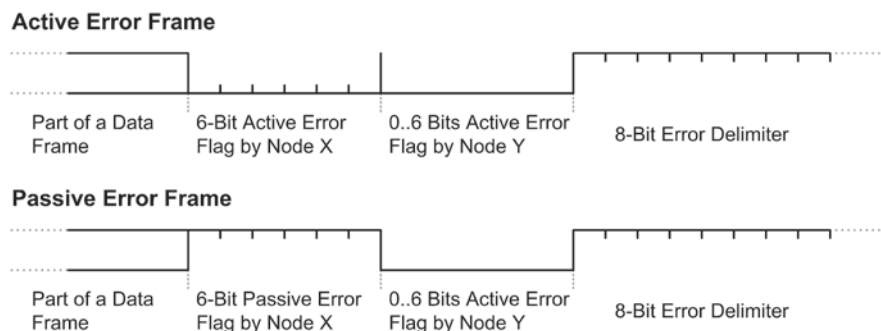 Active Error Frame
Part of a Data
Frame
6-Bit Active Error
Flag by Node X
0..6 Bits Active Error
Flag by Node Y
8-Bit Error Delimiter
Passive Error Frame
Part of a Data
Frame
6-Bit Passive Error
Flag by Node X
0..6 Bits Active Error
Flag by Node Y
8-Bit Error Delimiter